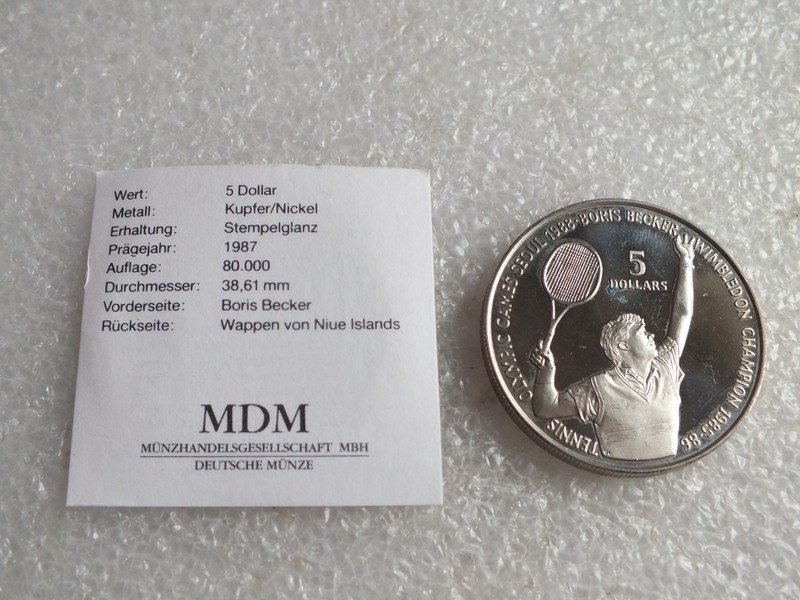 Wert: 5 Dollar
Metall: Kupfer/Nickel
Erhaltung: Stempelglanz
Prägejahr: 1987
Auflage: 80.000
Durchmesser: 38,61 mm
Vorderseite: Boris Becker
Rückseite: Wappen von Niue Islands
MDM
MÜNZHANDELSGESELLSCHAFT MBH
DEUTSCHE MÜNZE
TENNIS OLYMPIC GAMES SEOUL 1988·BORIS BECKER WIMBLEDON CHAMPION 1985-86
5
DOLLARS